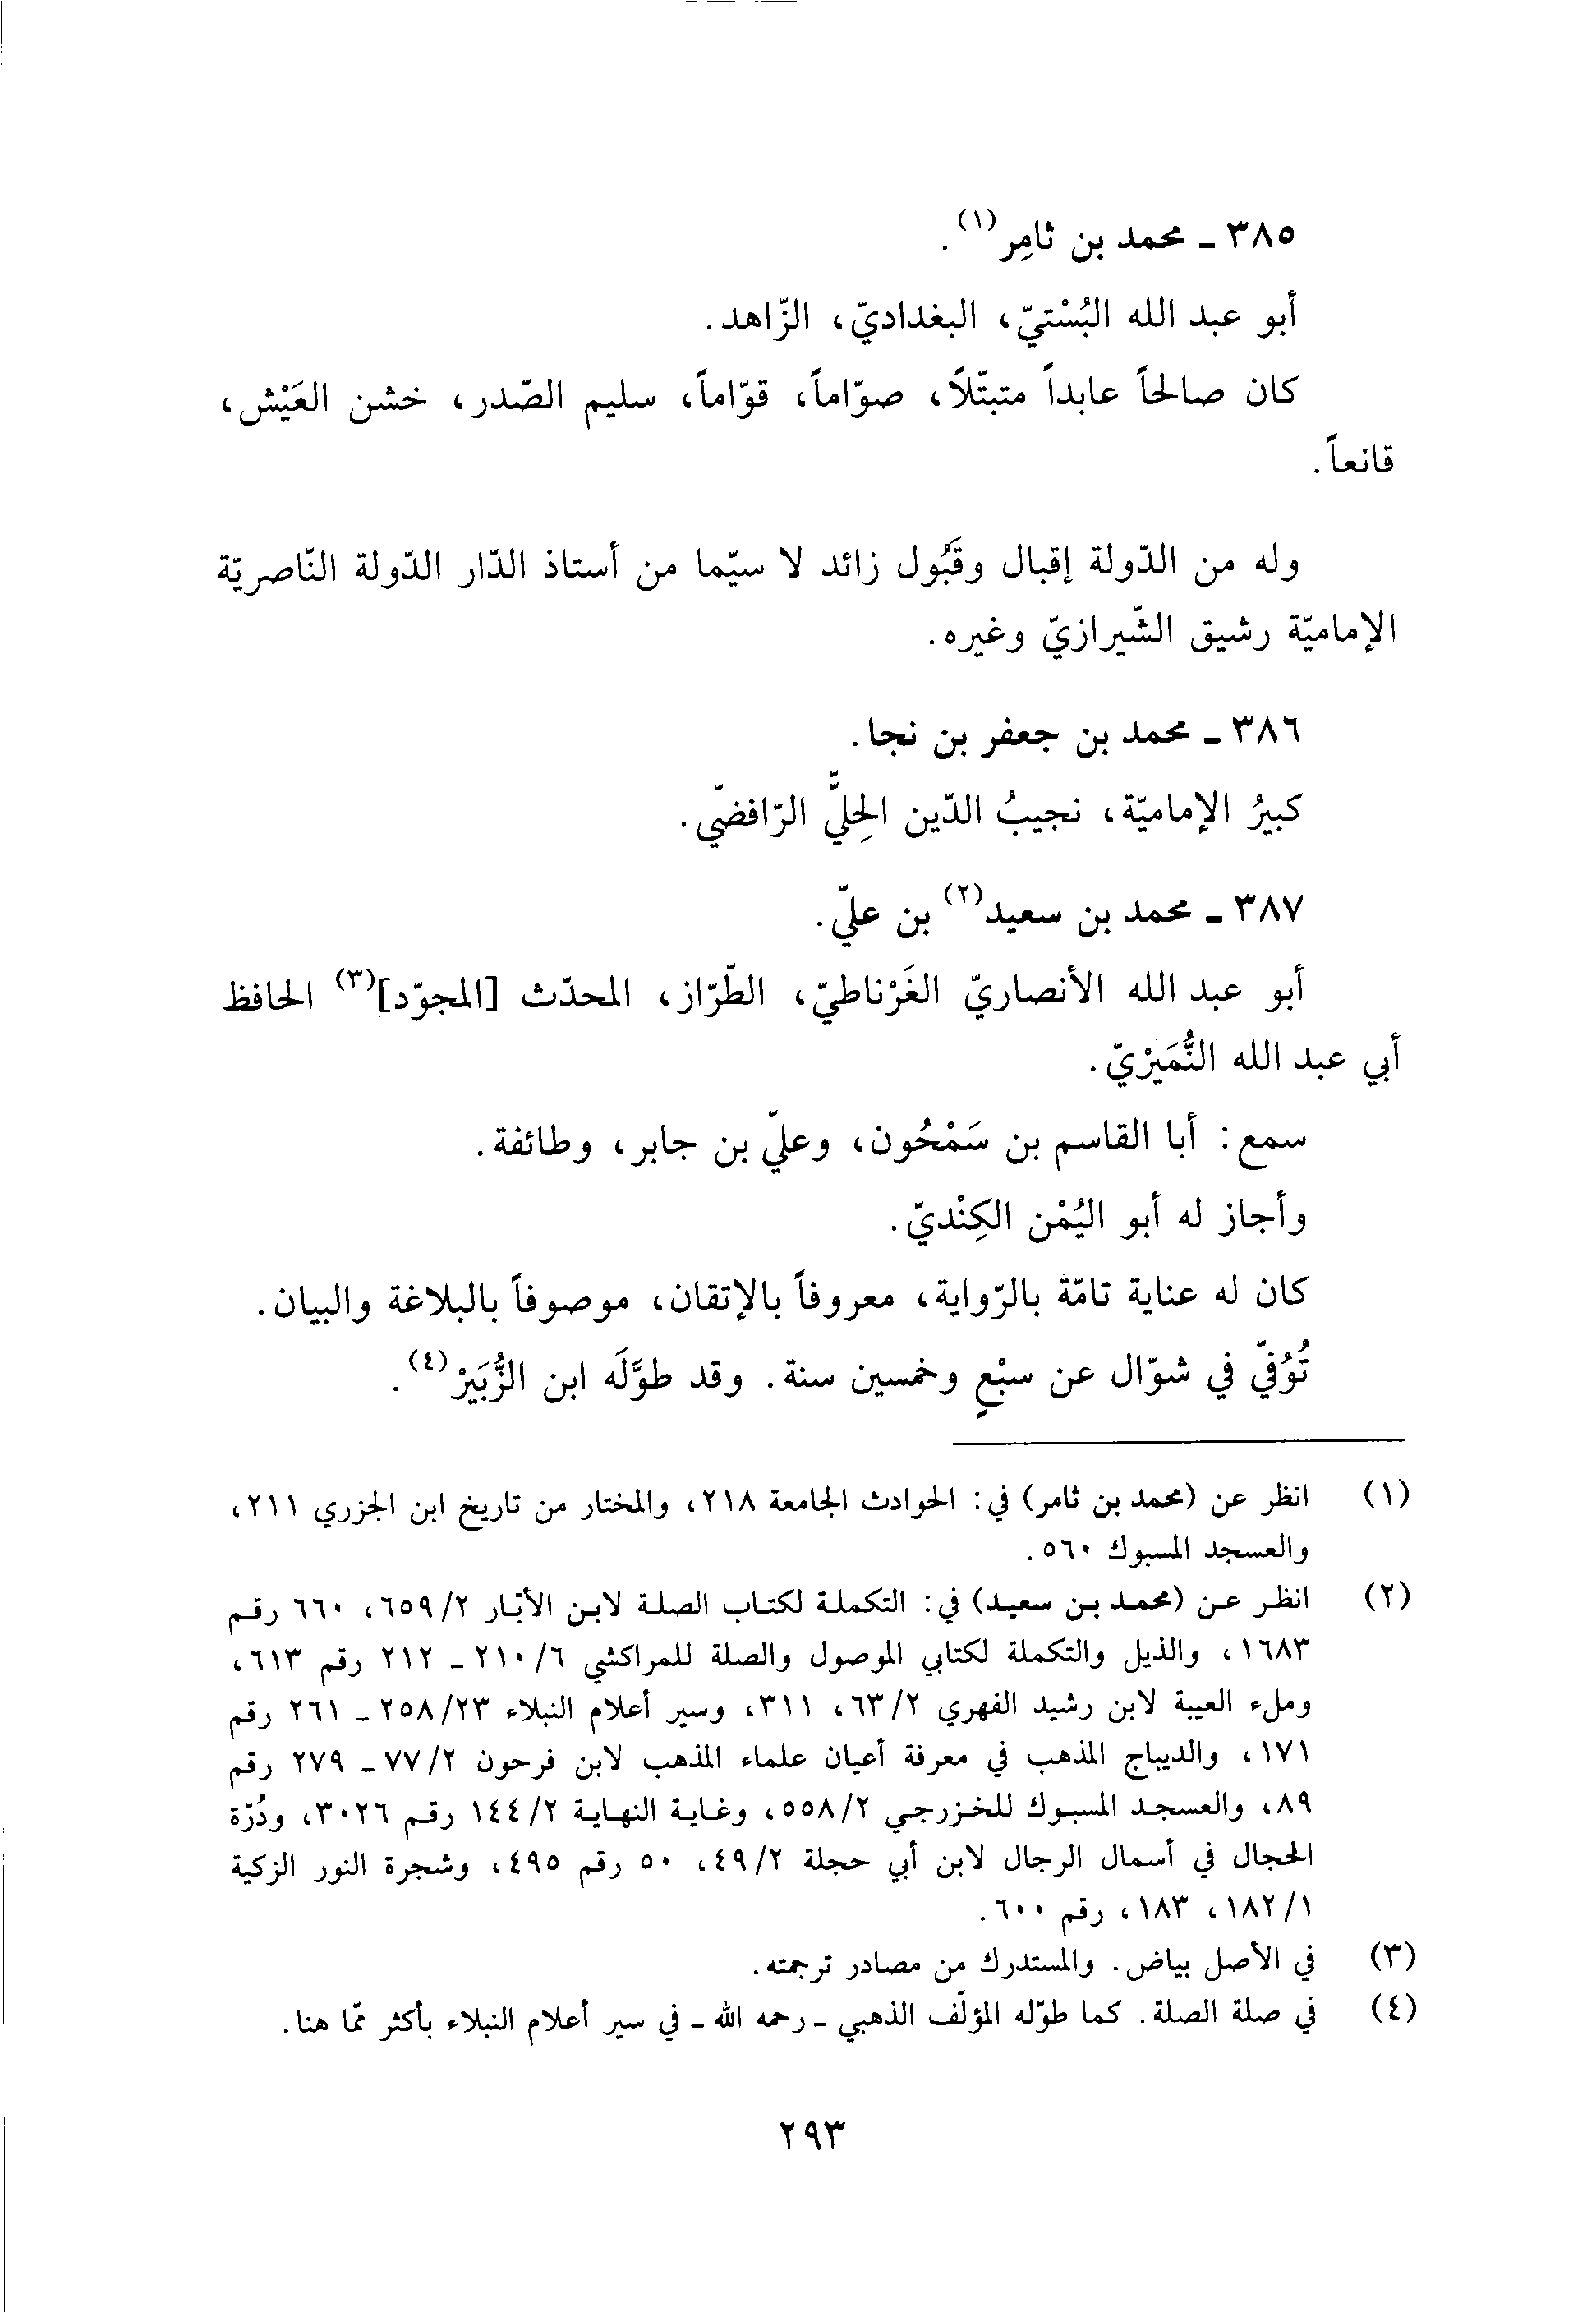 ٣٨٥ ـ محمد بن ثامِر(١).
أبو عبد الله البُسْتيّ، البغداديّ، الزّاهد.
كان صالحاً عابداً متبتّلاً، صوّاماً، قوّاماً، سليم الصّدر، خشن العَيْش،
قانعاً.
وله من الدّولة إقبال وقَبُول زائد لا سيّما من أستاذ الدّار الدّولة النّاصريّة
الإماميّة رشيق الشّيرازيّ وغيره.
٣٨٦ ـ محمد بن جعفر بن نجا.
كبيرُ الإماميّة، نجيبُ الدّين الحِليّّ الرّافضّي.
٣٨٧ ـ محمد بن سعيد(٢) بن عليّ.
أبو عبد الله الأنصاريّ الغَرْناطيّ، الطّرّاز، المحدّث [المجوّد](٣) الحافظ
أبي عبد الله النُّمَيْريّ.
سمع: أبا القاسم بن سَمْحُون، وعليّ بن جابر، وطائفة.
وأجاز له أبو اليُمْن الكِنْديّ.
كان له عناية تامّة بالرّواية، معروفاً بالإتقان، موصوفاً بالبلاغة والبيان.
تُوُفيّ في شوّال عن سبْعٍ وخمسين سنة. وقد طوَّلَه ابن الزُّبَيْر(٤).
(١) انظر عن (محمد بن ثامر) في: الحوادث الجامعة ٢١٨، والمختار من تاريخ ابن الجزري ٢١١،
والعسجد المسبوك ٥٦٠.
(٢) انظر عن (محمد بن سعيد) في: التكملة لكتاب الصلة لابن الأبّار ٢/ ٦٥٩، ٦٦٠ رقم
١٦٨٣، والذيل والتكملة لكتابي الموصول والصلة للمراكشي ٦/ ٢١٠ ـ ٢١٢ رقم ٦١٣،
وملء العيبة لابن رشيد الفهري ٢/ ٦٣، ٣١١، وسير أعلام النبلاء ٢٣/ ٢٥٨ ـ ٢٦١ رقم
١٧١، والديباج المذهب في معرفة أعيان علماء المذهب لابن فرحون ٢/ ٧٧ ـ ٢٧٩ رقم
٨٩، والعسجد المسبوك للخزرجي ٢/ ٥٥٨، وغاية النهاية ٢/ ١٤٤ رقم ٣٠٢٦، ودُرّة
الحجال في أسمال الرجال لابن أبي حجلة ٢/ ٤٩، ٥٠ رقم ٤٩٥، وشجرة النور الزكية
١/ ١٨٢، ١٨٣، رقم ٦٠٠.
(٣) في الأصل بياض. والمستدرك من مصادر ترجمته.
(٤) في صلة الصلة. كما طوّله المؤلّف الذهبي ـ رحمه الله ـ في سير أعلام النبلاء بأكثر ممّا هنا.
٢٩٣